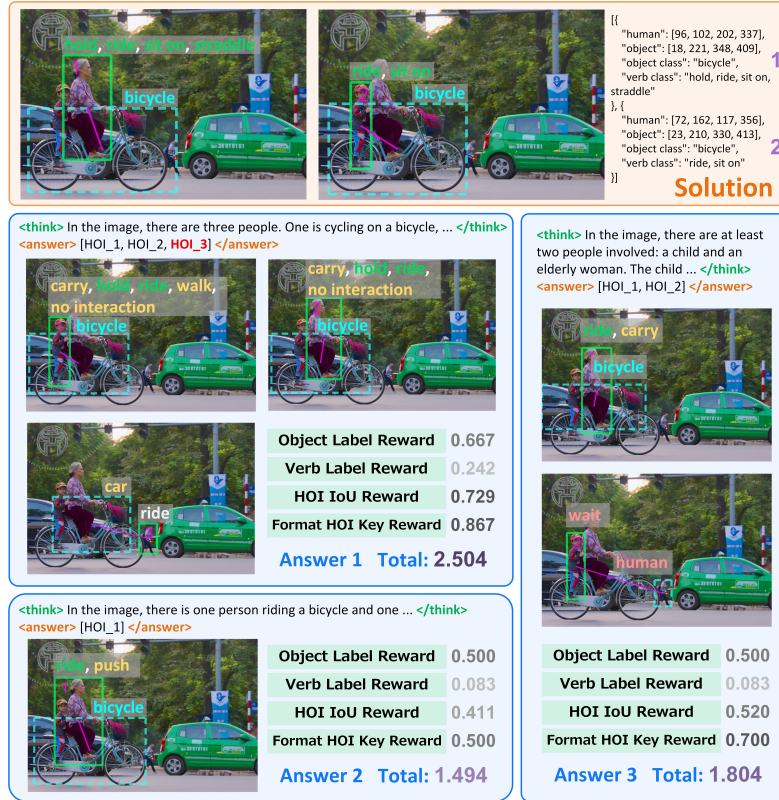 hold, ride, sit on, straddle
bicycle
ride, sit on
bicycle
[{
"human": [96, 102, 202, 337],
"object": [18, 221, 348, 409],
"object class": "bicycle",
"verb class": "hold, ride, sit on,
straddle"
}, {
"human": [72, 162, 117, 356],
"object": [23, 210, 330, 413],
"object class": "bicycle",
"verb class": "ride, sit on"
}]
1
2
Solution
<think> In the image, there are three people. One is cycling on a bicycle, ... </think>
<answer> [HOI_1, HOI_2, HOI_3] </answer>
carry, hold, ride, walk,
no interaction
bicycle
carry, hold, ride,
no interaction
bicycle
car
ride
Object Label Reward 0.667
Verb Label Reward 0.242
HOI IoU Reward 0.729
Format HOI Key Reward 0.867
Answer 1 Total: 2.504
<think> In the image, there is one person riding a bicycle and one ... </think>
<answer> [HOI_1] </answer>
ride, push
bicycle
Object Label Reward 0.500
Verb Label Reward 0.083
HOI IoU Reward 0.411
Format HOI Key Reward 0.500
Answer 2 Total: 1.494
<think> In the image, there are at least
two people involved: a child and an
elderly woman. The child ... </think>
<answer> [HOI_1, HOI_2] </answer>
ride, carry
bicycle
wait
human
Object Label Reward 0.500
Verb Label Reward 0.083
HOI IoU Reward 0.520
Format HOI Key Reward 0.700
Answer 3 Total: 1.804